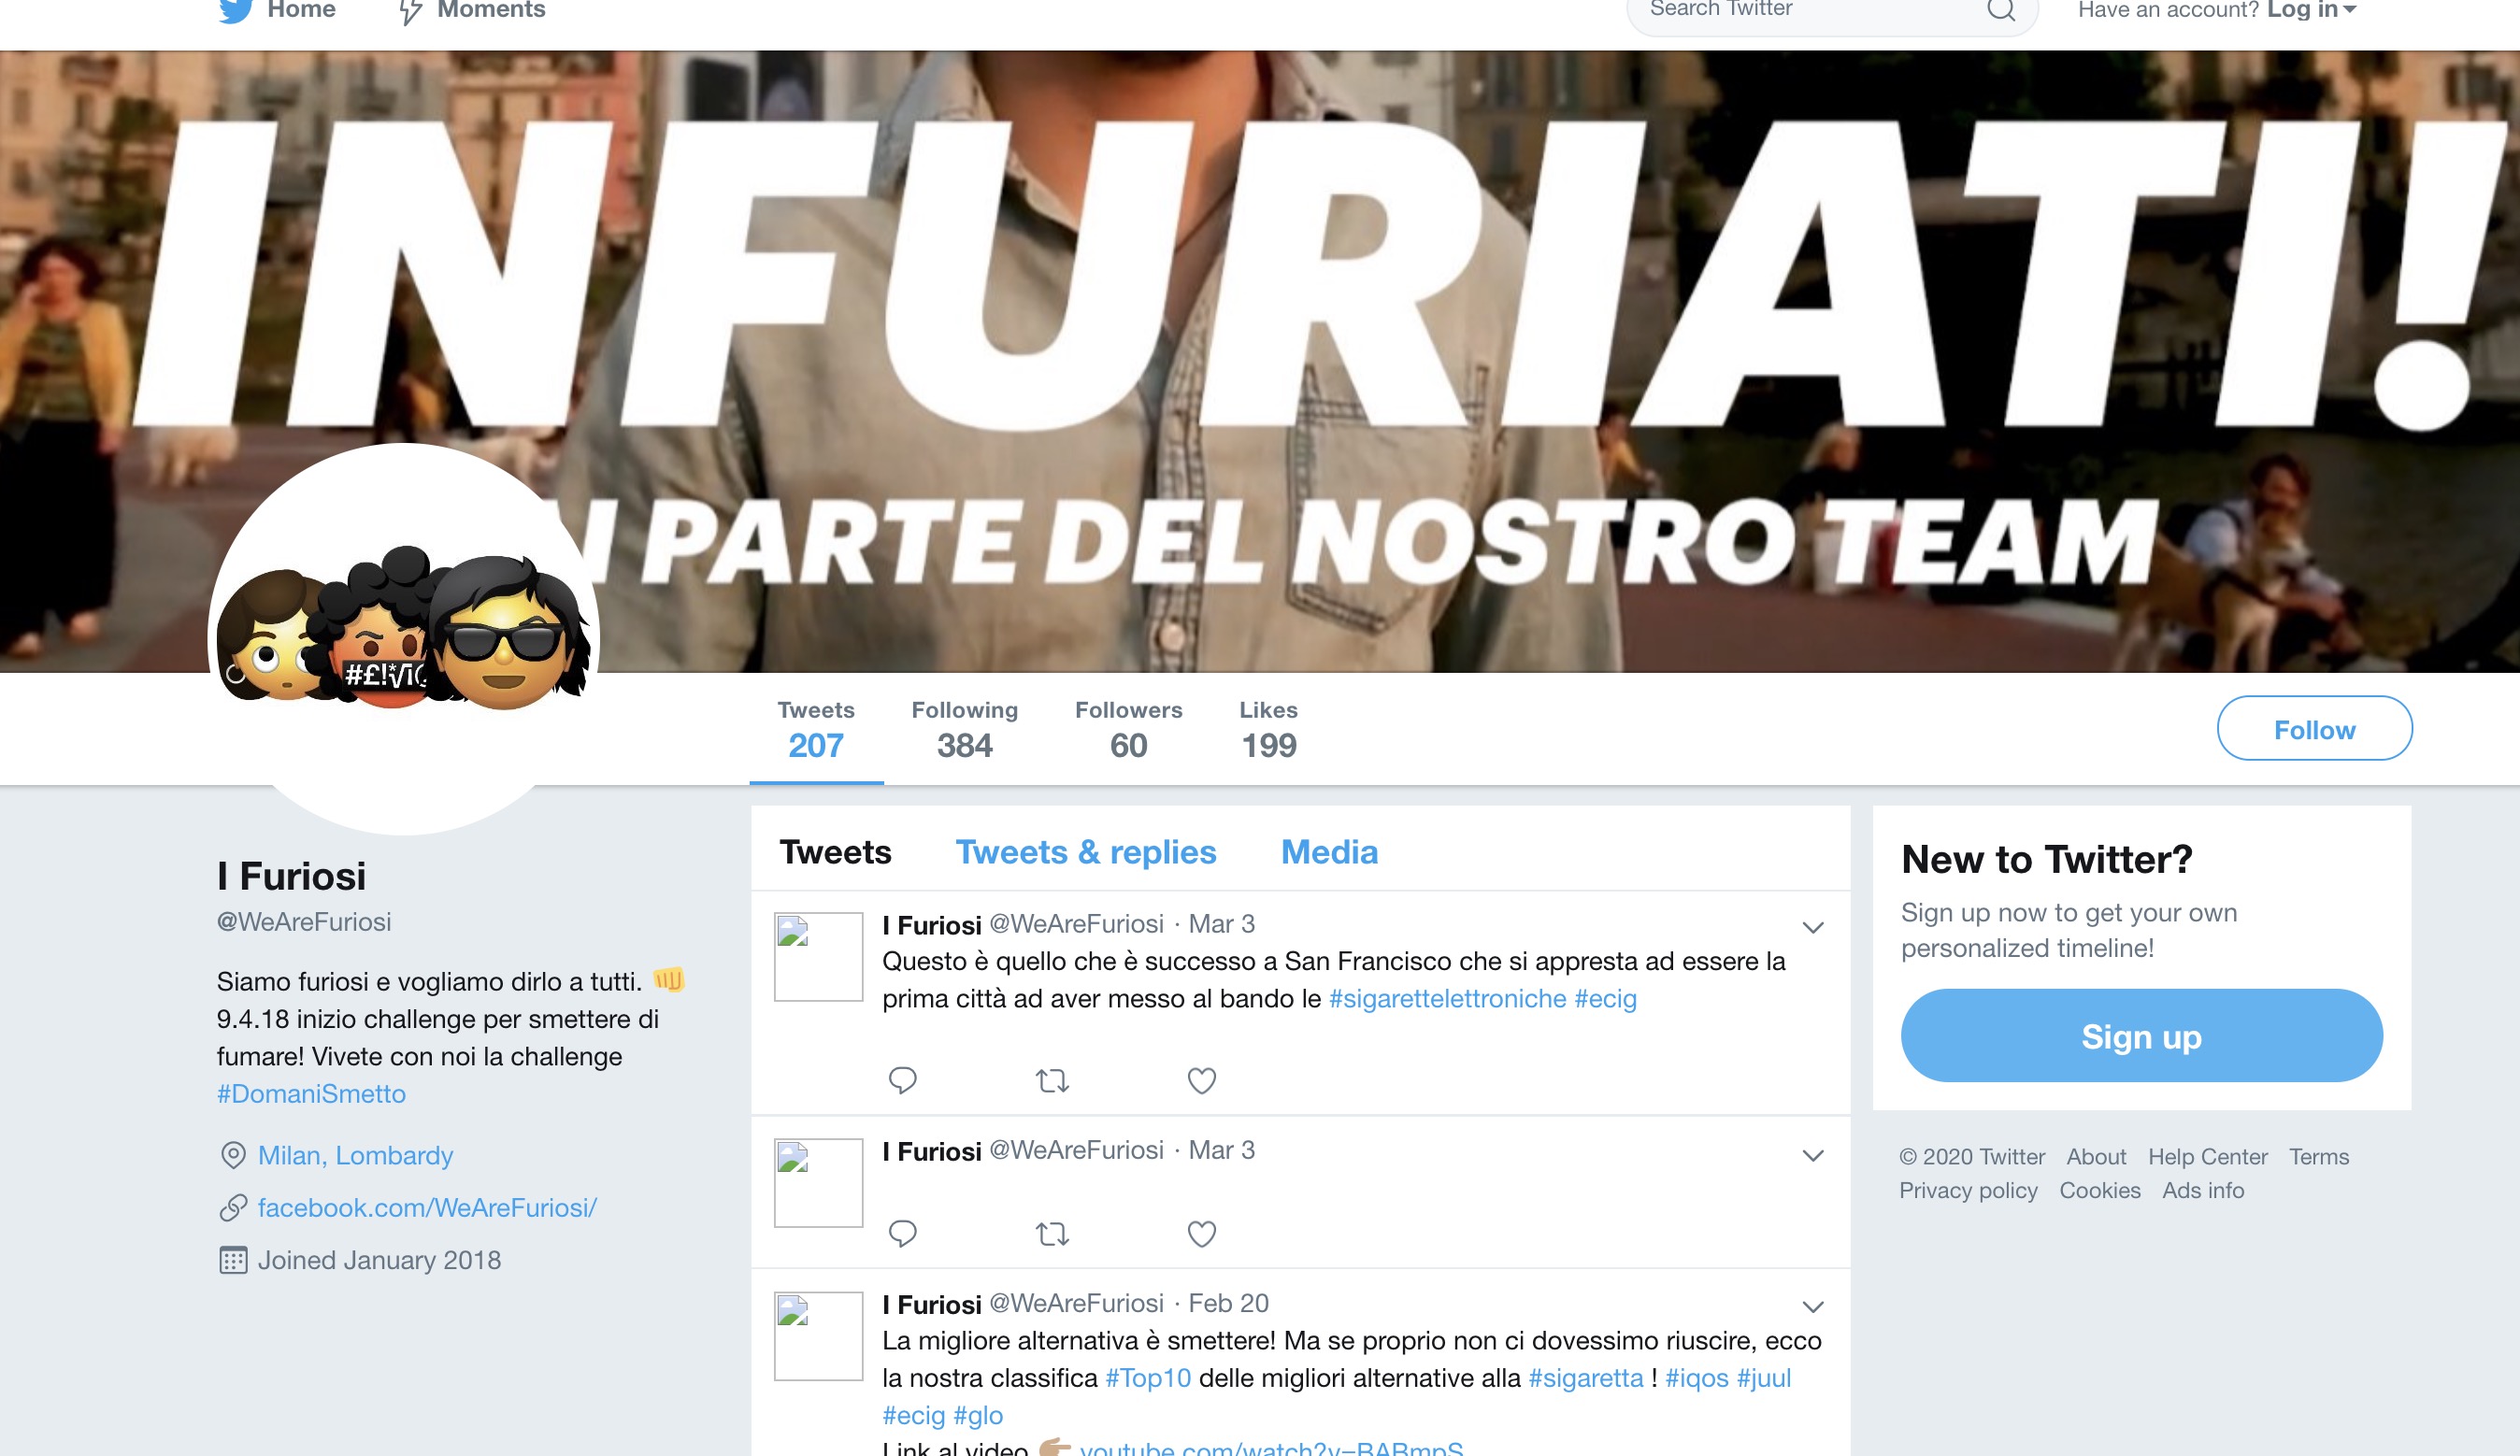 Home Moments Search Twitter Have an account? Log in
INFURIATI!
I PARTE DEL NOSTRO TEAM
#£!
Tweets Following Followers Likes
207 384 60 199
Follow
I Furiosi
@WeAreFuriosi
Siamo furiosi e vogliamo dirlo a tutti. 👊
9.4.18 inizio challenge per smettere di
fumare! Vivete con noi la challenge
#DomaniSmetto
Milan, Lombardy
facebook.com/WeAreFuriosi/
Joined January 2018
Tweets Tweets & replies Media
I Furiosi @WeAreFuriosi · Mar 3
Questo è quello che è successo a San Francisco che si appresta ad essere la
prima città ad aver messo al bando le #sigarettelettroniche #ecig
I Furiosi @WeAreFuriosi · Mar 3
I Furiosi @WeAreFuriosi · Feb 20
La migliore alternativa è smettere! Ma se proprio non ci dovessimo riuscire, ecco
la nostra classifica #Top10 delle migliori alternative alla #sigaretta ! #iqos #juul
#ecig #glo
Link al video 👉🏽 youtube.com/watch?v=BABmpS
New to Twitter?
Sign up now to get your own
personalized timeline!
Sign up
© 2020 Twitter About Help Center Terms
Privacy policy Cookies Ads info